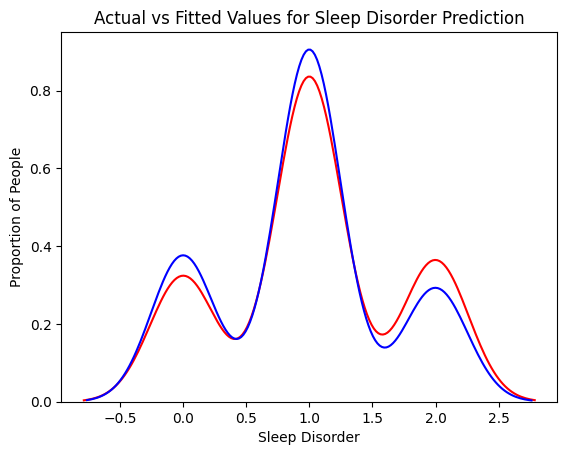 Actual vs Fitted Values for Sleep Disorder Prediction
Proportion of People
0.8
0.6
0.4
0.2
0.0
−0.5 0.0 0.5 1.0 1.5 2.0 2.5
Sleep Disorder